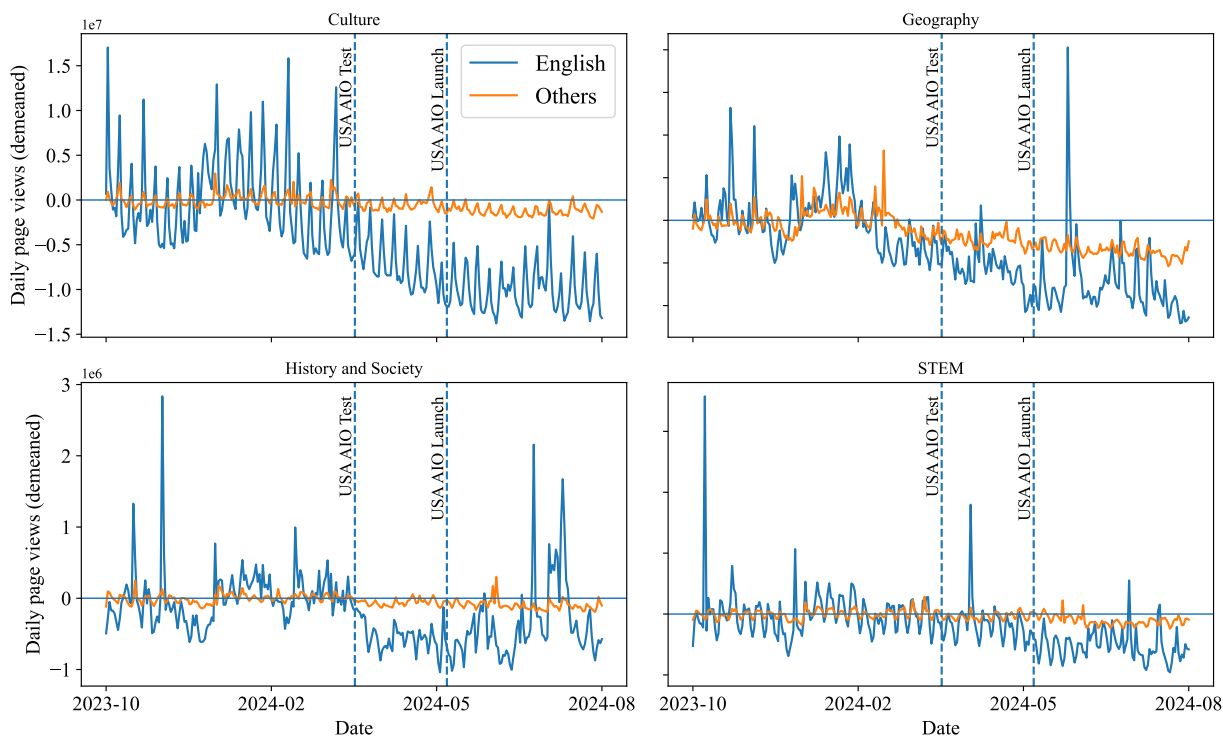 Culture
Geography
1e7
Daily page views (demeaned)
1.5
1.0
0.5
0.0
−0.5
−1.0
−1.5
USA AIO Test
USA AIO Launch
English
Others
USA AIO Test
USA AIO Launch
History and Society
STEM
1e6
Daily page views (demeaned)
3
2
1
0
−1
USA AIO Test
USA AIO Launch
USA AIO Test
USA AIO Launch
2023-10 2024-02 2024-05 2024-08
2023-10 2024-02 2024-05 2024-08
Date
Date